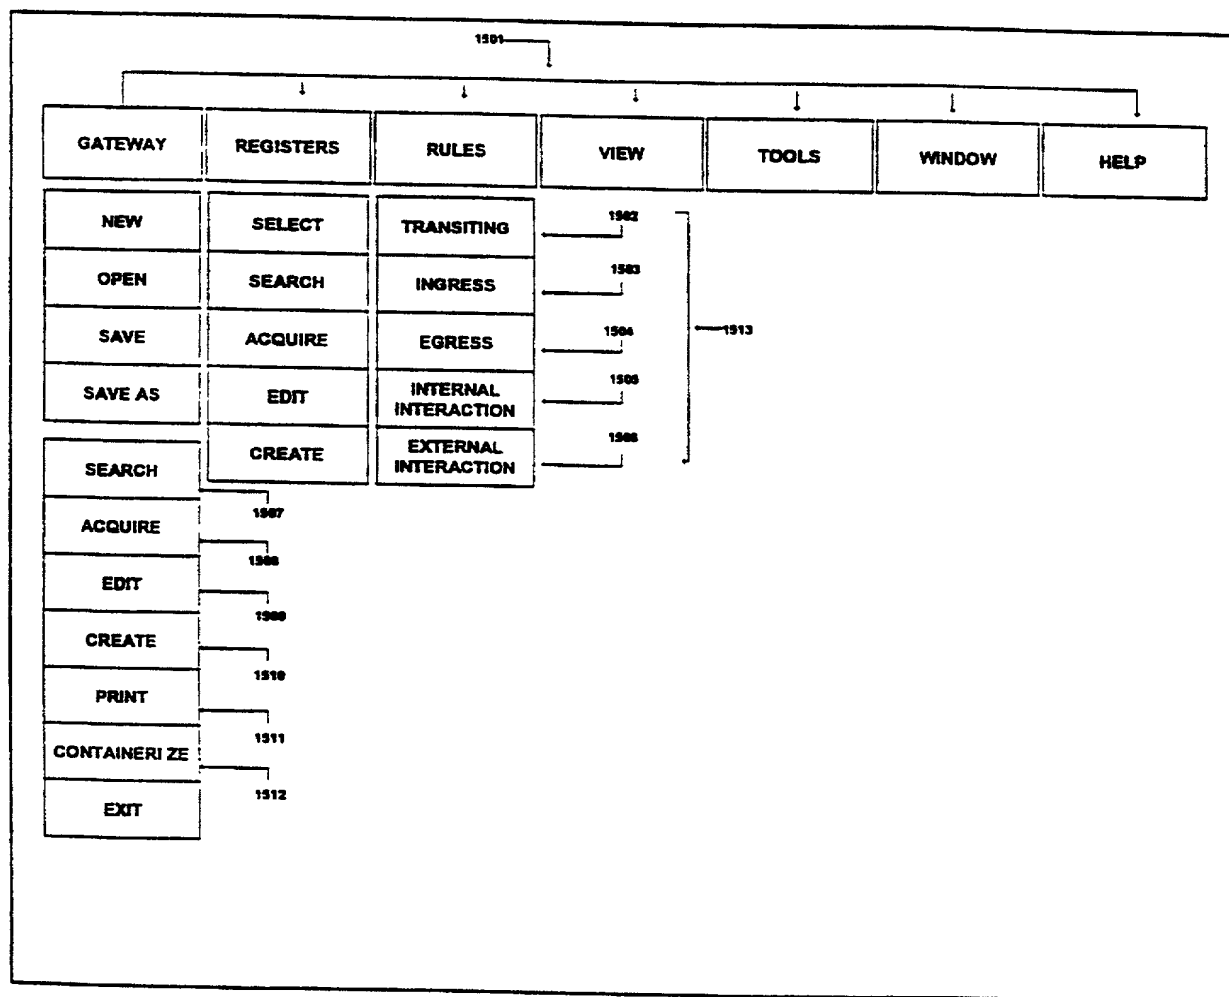 1501
GATEWAY REGISTERS RULES VIEW TOOLS WINDOW HELP
NEW SELECT TRANSITING 1502
OPEN SEARCH INGRESS 1503
SAVE ACQUIRE EGRESS 1504 1513
SAVE AS EDIT INTERNAL INTERACTION 1505
CREATE EXTERNAL INTERACTION 1506
SEARCH
1507
ACQUIRE
1508
EDIT
1509
CREATE
1510
PRINT
1511
CONTAINERI ZE
1512
EXIT